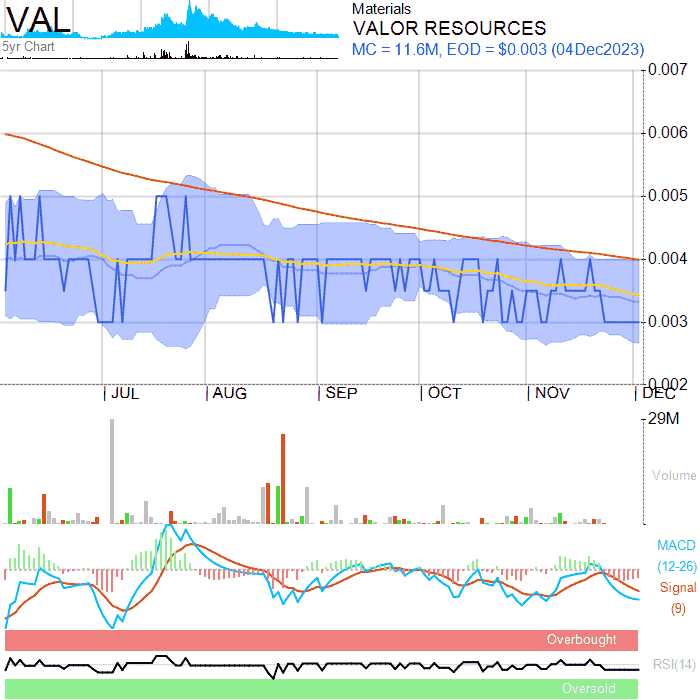 VAL
5yr Chart
Materials
VALOR RESOURCES
MC = 11.6M, EOD = $0.003 (04Dec2023)
0.007
0.006
0.005
0.004
0.003
0.002
JUL
AUG
SEP
OCT
NOV
DEC
29M
Volume
MACD
(12-26)
Signal
(9)
Overbought
RSI(14)
Oversold